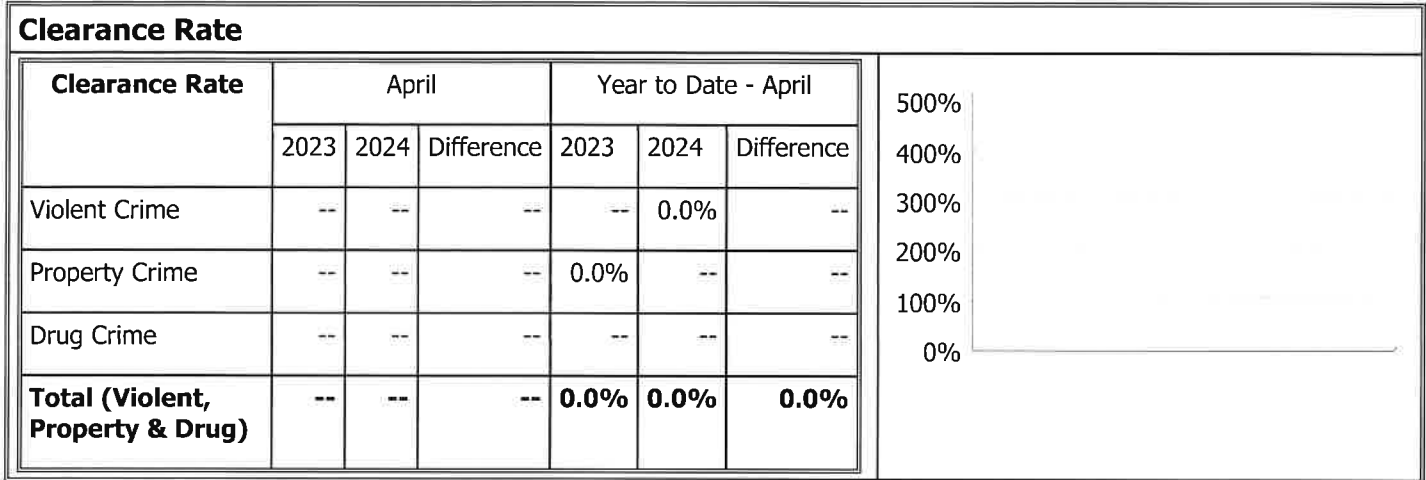 Clearance Rate
Clearance Rate April Year to Date - April
2023 2024 Difference 2023 2024 Difference
Violent Crime -- -- -- -- 0.0% --
Property Crime -- -- -- 0.0% -- --
Drug Crime -- -- -- -- -- --
Total (Violent, -- -- -- 0.0% 0.0% 0.0%
Property & Drug)
500%
400%
300%
200%
100%
0%